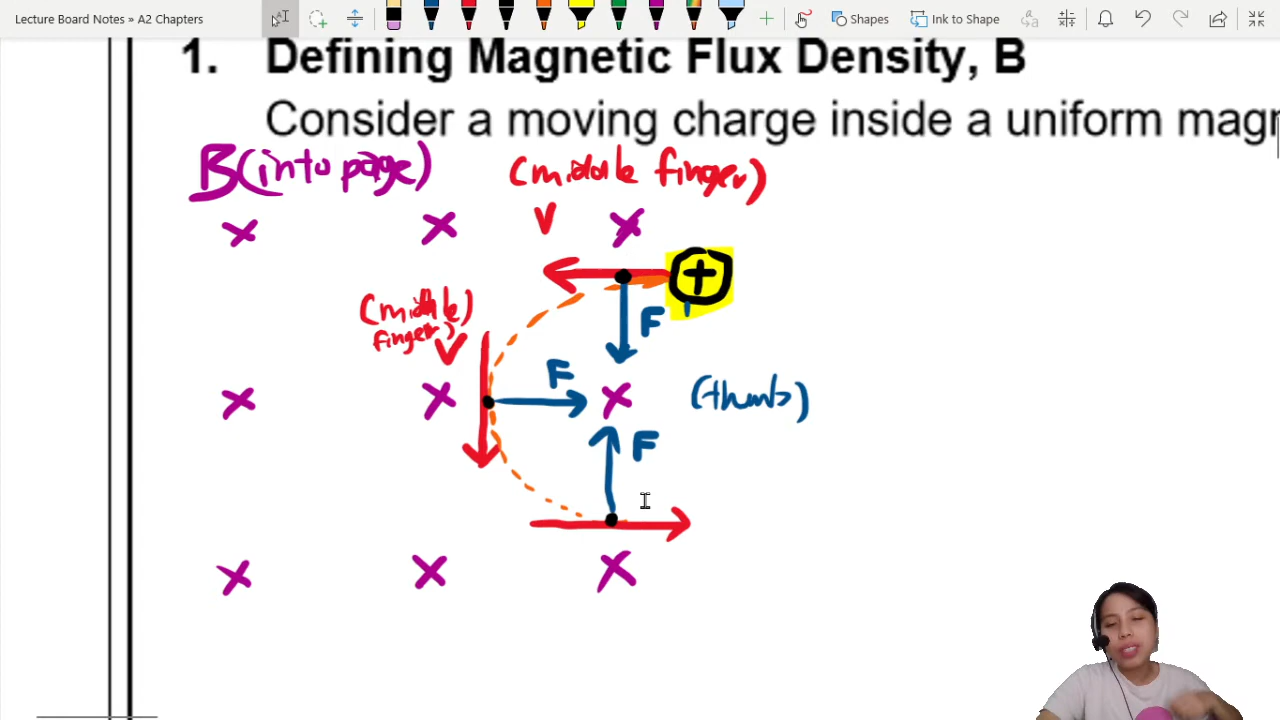 Lecture Board Notes » A2 Chapters
Shapes
Ink to Shape
1. Defining Magnetic Flux Density, B
Consider a moving charge inside a uniform magn
B (into page)
(middle finger)
V
+
F
(middle
finger)
V
F
(thumb)
F